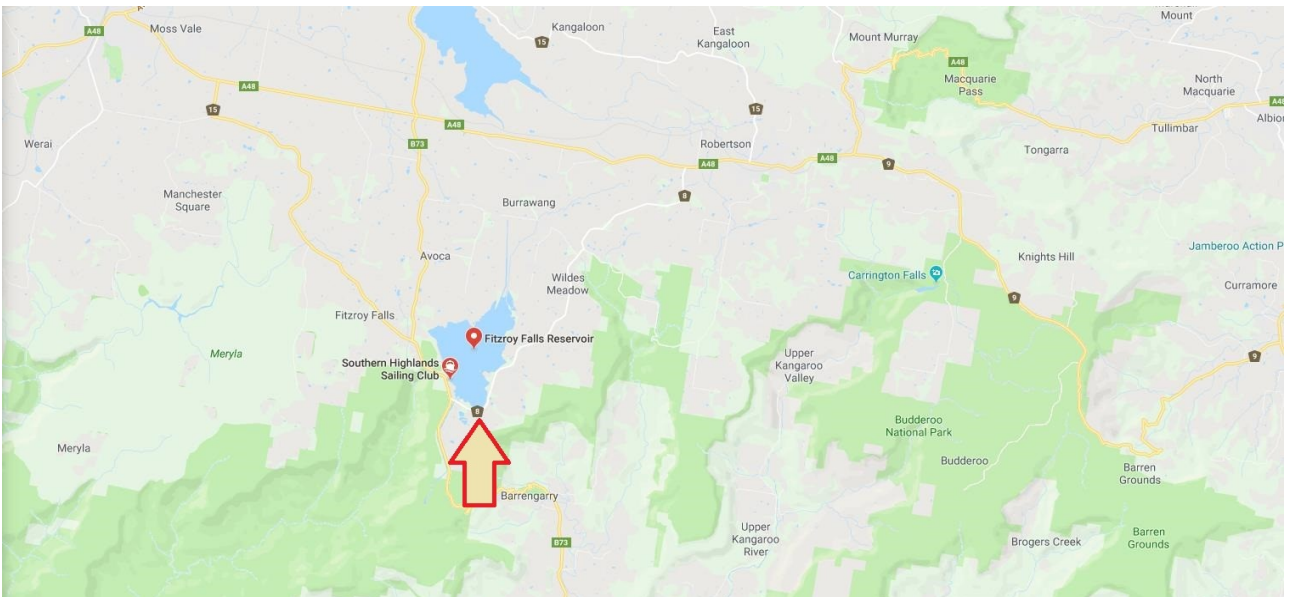 Mount
Moss Vale
A48
Kangaloon
East
Kangaloon
Mount Murray
15
A48
Macquarie
Pass
North
Macquarie
A48
15
A48
15
A48
Albion
Werai
B73
Robertson
A48
A48
9
Tullimbar
Tongarra
Manchester
Square
8
Burrawang
Avoca
Wildes
Meadow
Carrington Falls
Knights Hill
Jamberoo Action P
Curramore
9
Fitzroy Falls
Fitzroy Falls Reservoir
Meryla
Southern Highlands
Sailing Club
Upper
Kangaroo
Valley
9
8
Budderoo
National Park
Meryla
Budderoo
Barren
Grounds
Barrengarry
Upper
Kangaroo
River
B73
Brogers Creek
Barren
Grounds